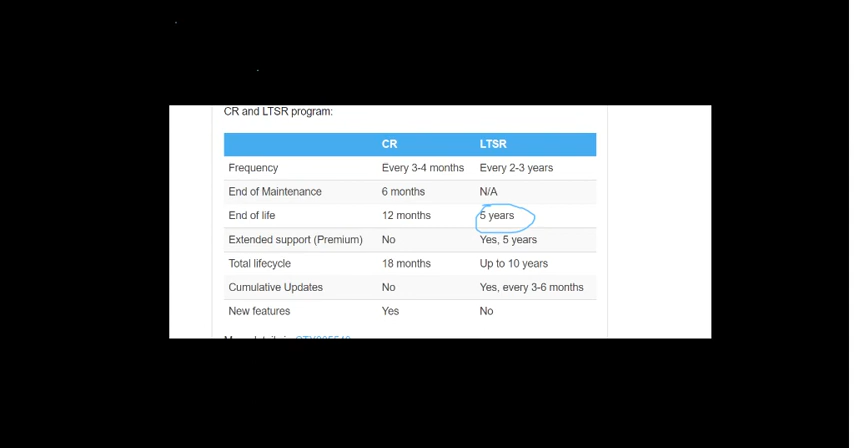 CR and LTSR program:
CR LTSR
Frequency Every 3-4 months Every 2-3 years
End of Maintenance 6 months N/A
End of life 12 months 5 years
Extended support (Premium) No Yes, 5 years
Total lifecycle 18 months Up to 10 years
Cumulative Updates No Yes, every 3-6 months
New features Yes No